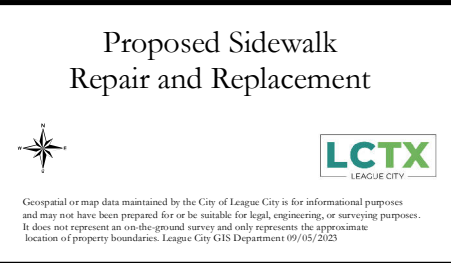 Proposed Sidewalk
Repair and Replacement
N
W E
S
LCTX
LEAGUE CITY
Geospatial or map data maintained by the City of League City is for informational purposes
and may not have been prepared for or be suitable for legal, engineering, or surveying purposes.
It does not represent an on-the-ground survey and only represents the approximate
location of property boundaries. League City GIS Department 09/05/2023